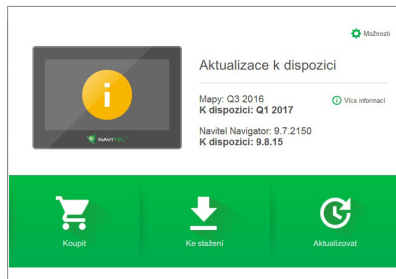 Možnosti
Aktualizace k dispozici
Mapy: Q3 2016
K dispozici: Q1 2017
Více informací
Navitel Navigator: 9.7.2150
K dispozici: 9.8.15
NAVITEL
Koupit
Ke stažení
Aktualizovat